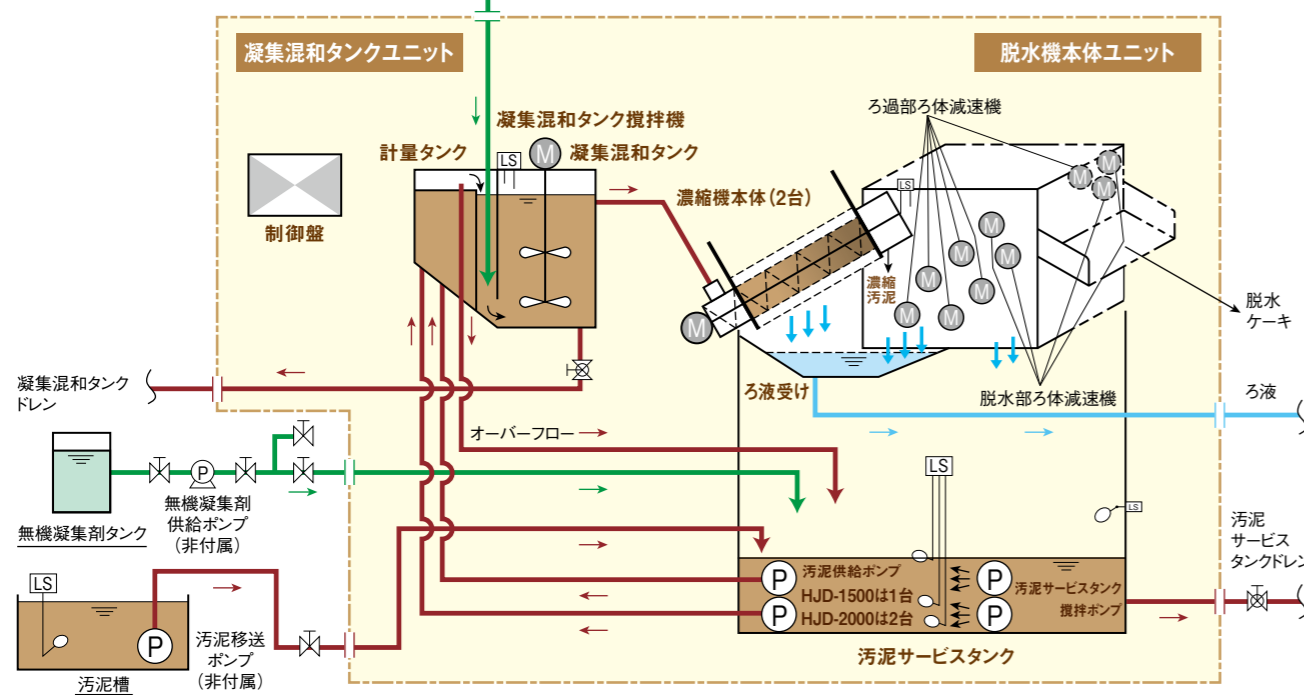 凝集混和タンクユニット
脱水機本体ユニット
ろ過部ろ体減速機
凝集混和タンク撹拌機
計量タンク
LS
M
凝集混和タンク
M
M
M
M
LS
濃縮機本体（2台）
制御盤
M
M
M
濃縮
汚泥
M
M
M
M
M
脱水
ケーキ
凝集混和タンク
ドレン
ろ液受け
脱水部ろ体減速機
ろ液
オーバーフロー
LS
P
無機凝集剤タンク
無機凝集剤
供給ポンプ
（非付属）
LS
汚泥
サービス
タンクドレン
LS
P
汚泥移送
ポンプ
（非付属）
汚泥槽
P
P
汚泥供給ポンプ
HJD-1500は1台
HJD-2000は2台
P
P
汚泥サービスタンク
撹拌ポンプ
汚泥サービスタンク